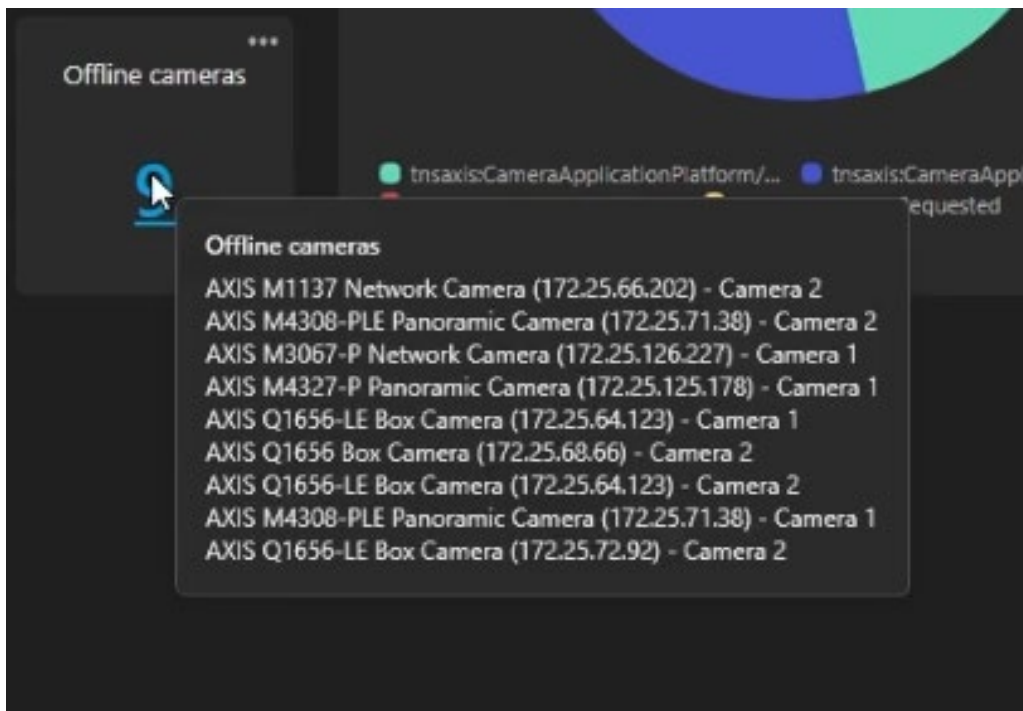 Offline cameras
9
tnsaxis:CameraApplicationPlatform/...
tnsaxis:CameraAppl
Requested
Offline cameras
AXIS M1137 Network Camera (172.25.66.202) - Camera 2
AXIS M4308-PLE Panoramic Camera (172.25.71.38) - Camera 2
AXIS M3067-P Network Camera (172.25.126.227) - Camera 1
AXIS M4327-P Panoramic Camera (172.25.125.178) - Camera 1
AXIS Q1656-LE Box Camera (172.25.64.123) - Camera 1
AXIS Q1656 Box Camera (172.25.68.66) - Camera 2
AXIS Q1656-LE Box Camera (172.25.64.123) - Camera 2
AXIS M4308-PLE Panoramic Camera (172.25.71.38) - Camera 1
AXIS Q1656-LE Box Camera (172.25.72.92) - Camera 2